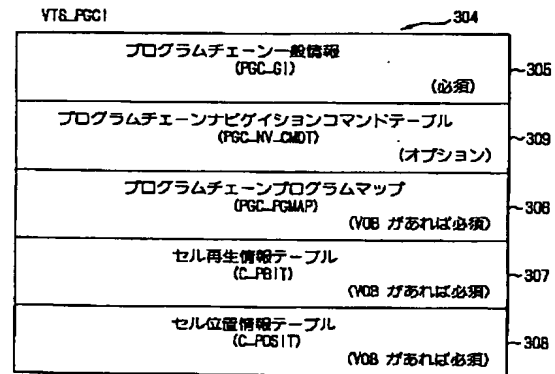 VTS_PGCI
304
プログラムチェーン一般情報
(PGC_GI)
(必須)
305
プログラムチェーンナビゲイションコマンドテーブル
(PGC_NV_CMDT)
(オプション)
309
プログラムチェーンプログラムマップ
(PGC_PGMAP)
(VOB があれば必須)
306
セル再生情報テーブル
(C_PBIT)
(VOB があれば必須)
307
セル位置情報テーブル
(C_POSIT)
(VOB があれば必須)
308